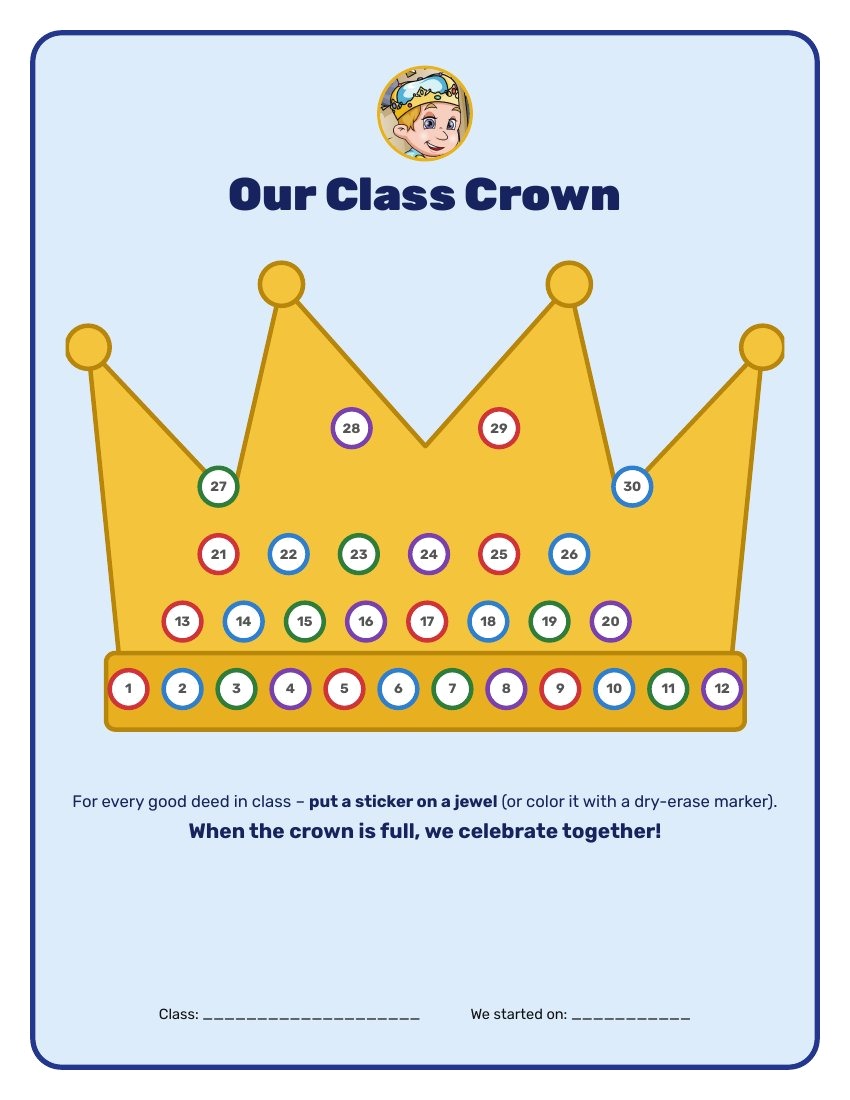 Our Class Crown
28 29
27 30
21 22 23 24 25 26
13 14 15 16 17 18 19 20
1 2 3 4 5 6 7 8 9 10 11 12
For every good deed in class – put a sticker on a jewel (or color it with a dry-erase marker).
When the crown is full, we celebrate together!
Class: ____________________ We started on: ___________